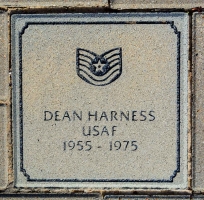 DEAN HARNESS
USAF
1955 - 1975